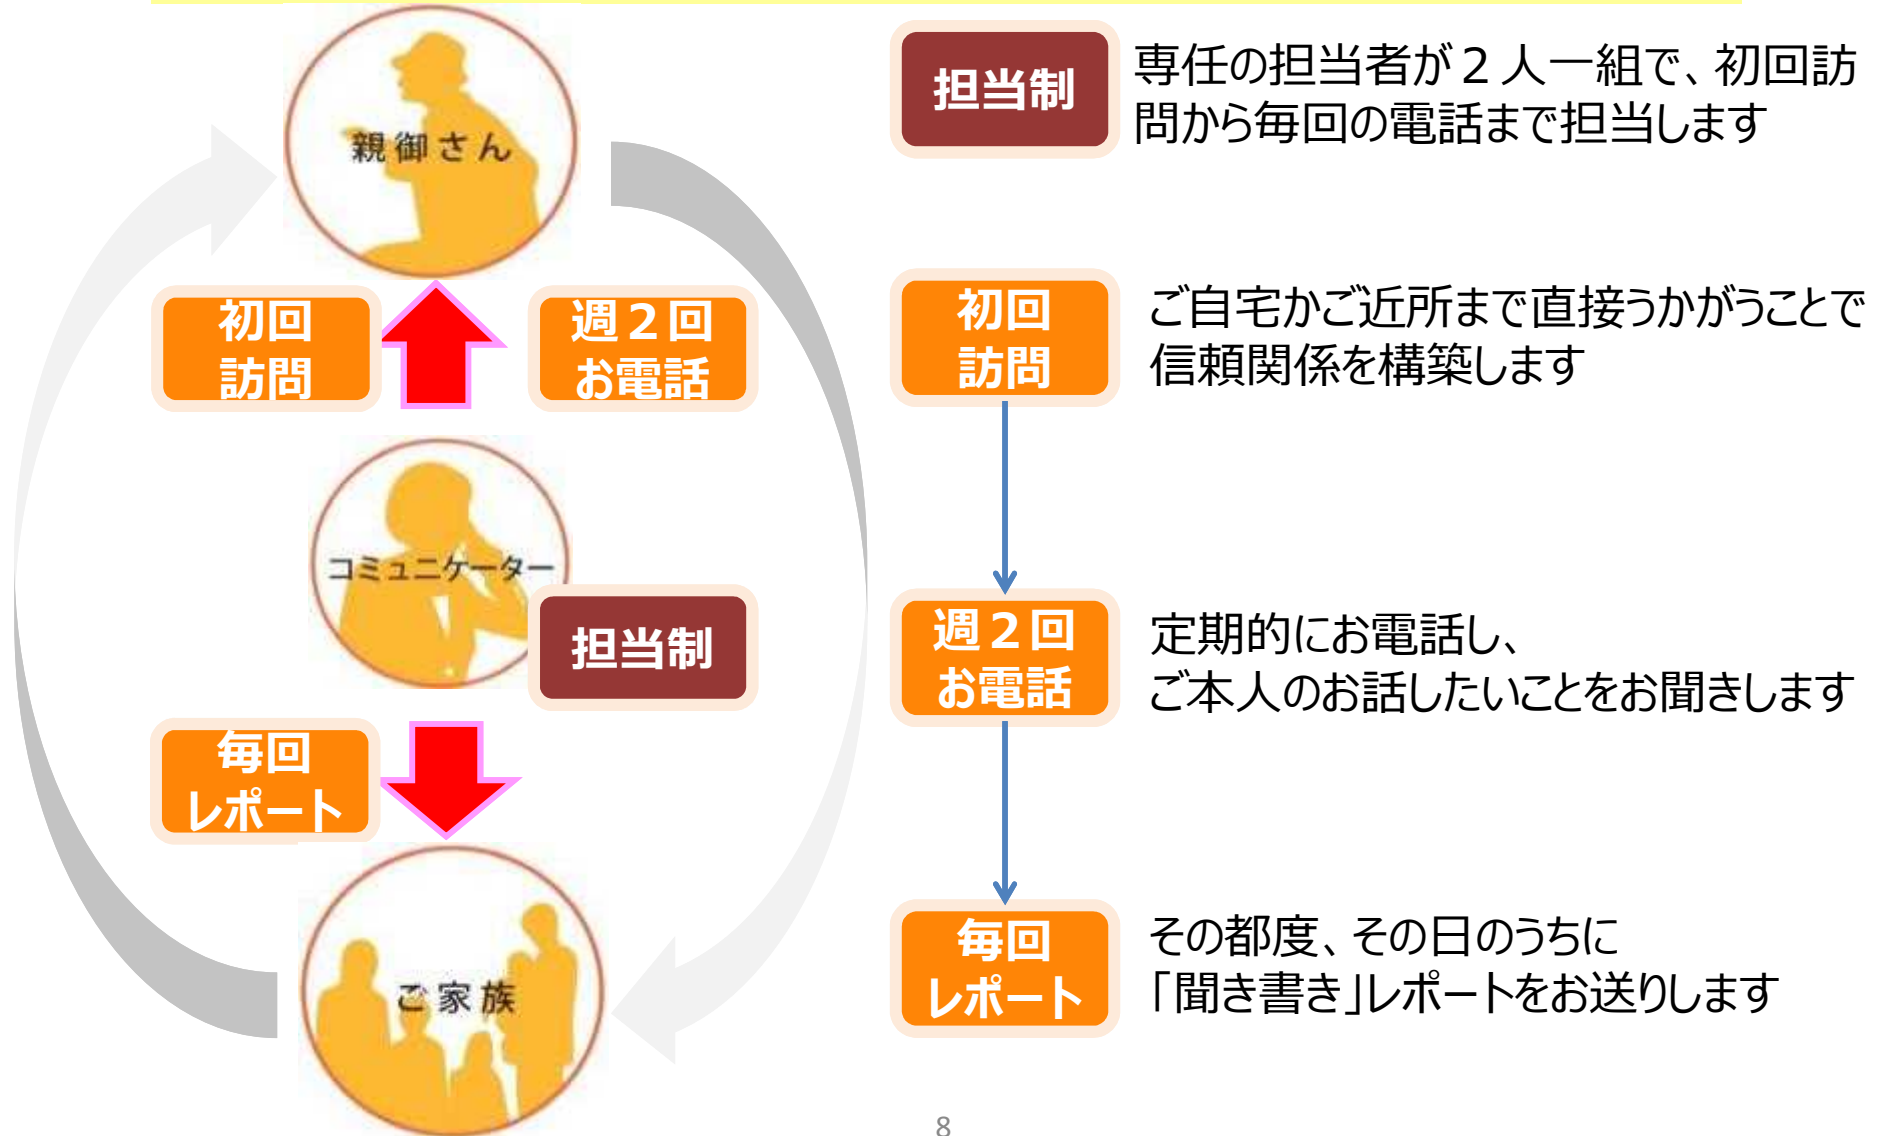 親御さん
初回
訪問
週２回
お電話
コミュニケーター
担当制
毎回
レポート
ご家族
担当制
専任の担当者が２人一組で、初回訪
問から毎回の電話まで担当します
初回
訪問
ご自宅かご近所まで直接うかがうことで
信頼関係を構築します
週２回
お電話
定期的にお電話し、
ご本人のお話したいことをお聞きします
毎回
レポート
その都度、その日のうちに
「聞き書き」レポートをお送りします
8